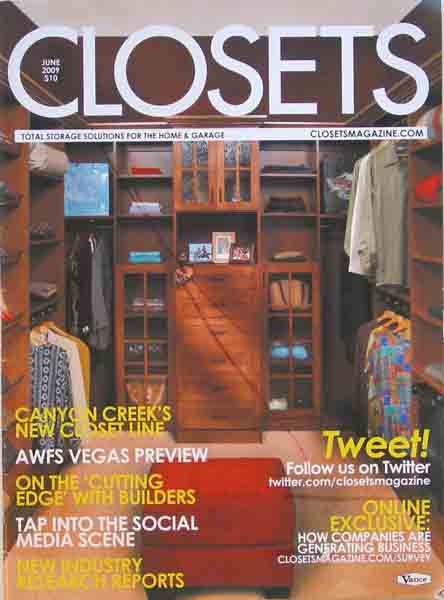 CLOSETS
JUNE
2009
$10
TOTAL STORAGE SOLUTIONS FOR THE HOME & GARAGE
CLOSETSMAGAZINE.COM
CANYON CREEK'S
NEW CLOSET LINE
AWFS VEGAS PREVIEW
ON THE 'CUTTING
EDGE' WITH BUILDERS
TAP INTO THE SOCIAL
MEDIA SCENE
NEW INDUSTRY
RESEARCH REPORTS
Tweet!
Follow us on Twitter
twitter.com/closetsmagazine
ONLINE
EXCLUSIVE:
HOW COMPANIES ARE
GENERATING BUSINESS
CLOSETSMAGAZINE.COM/SURVEY
Vance